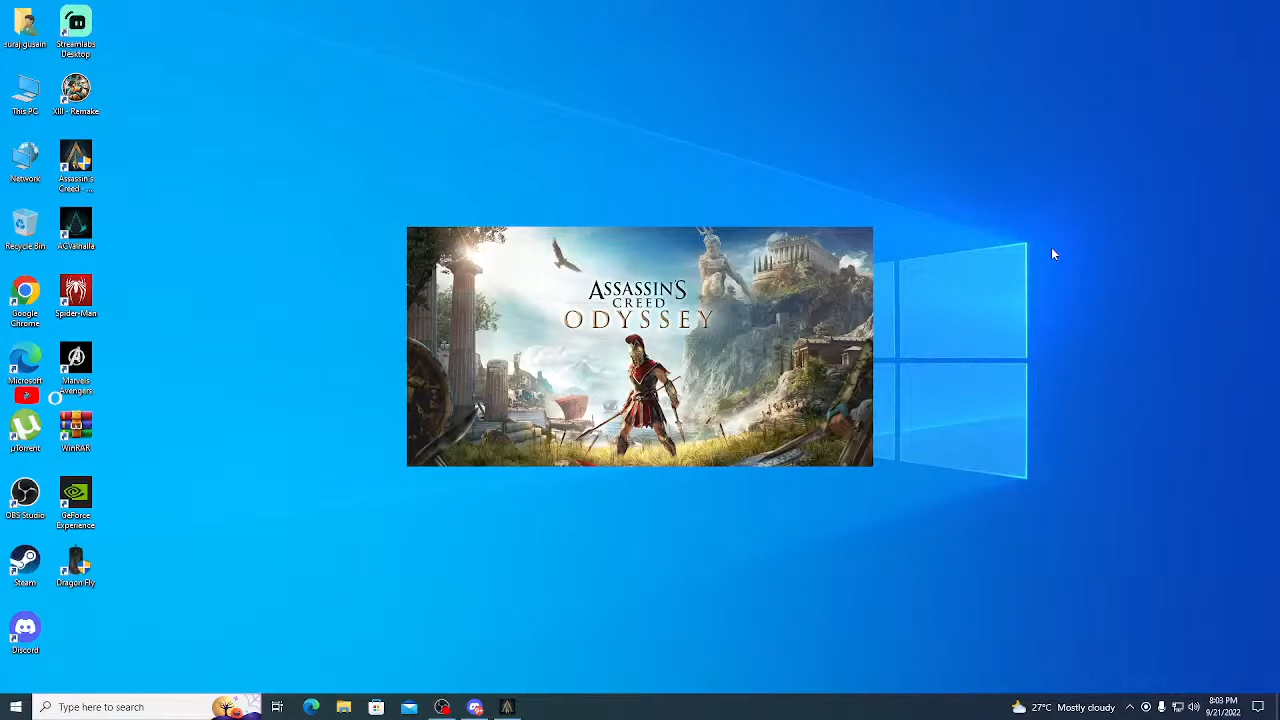 suraj gusain
Streamlabs
Desktop
This PC
XIII - Remake
Network
Assassin's
Creed - ...
Recycle Bin
ACValhalla
Google
Chrome
Spider-Man
Microsoft
Marvels
Avengers
µTorrent
WinRAR
OBS Studio
GeForce
Experience
Steam
Dragon Fly
Discord
ASSASSIN'S
CREED
ODYSSEY
Type here to search
27°C Mostly cloudy
8:03 PM
9/21/2022